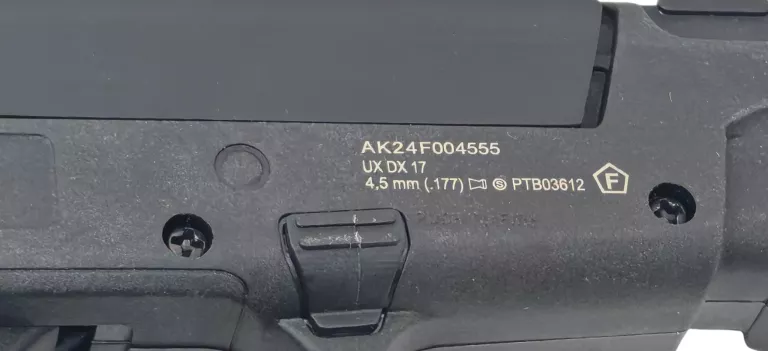 AK24F004555
UX DX 17
4,5 mm (.177) S PTB03612 F